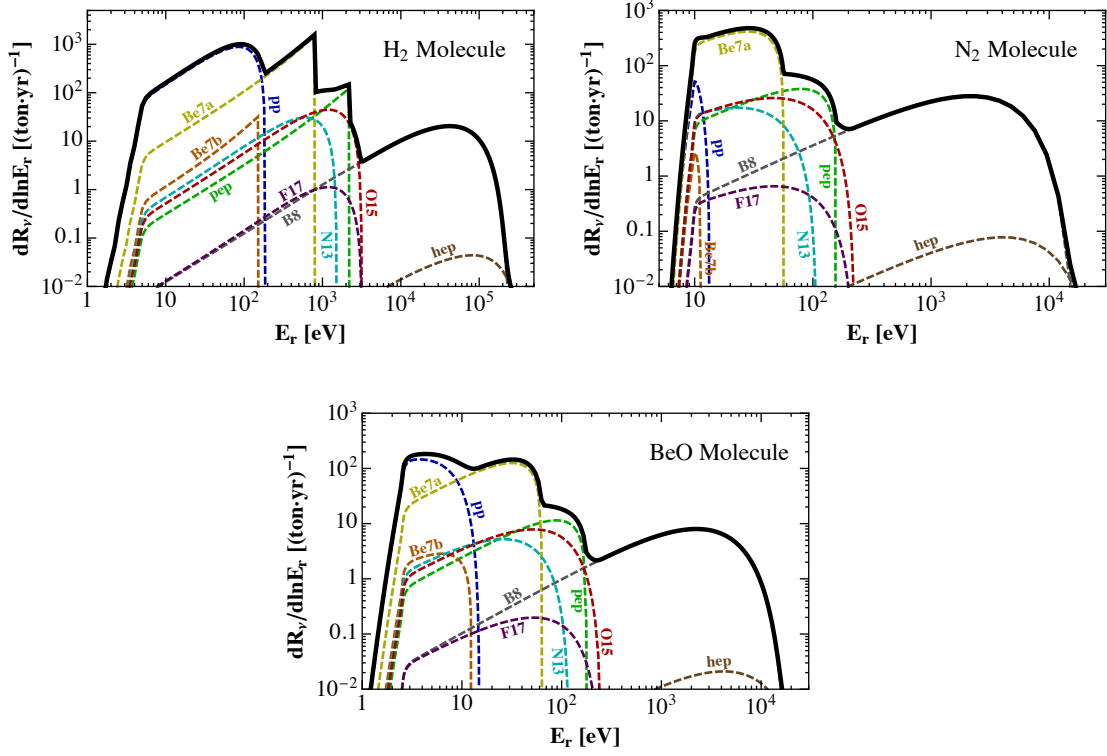 dR_ν/dlnE_r [(ton·yr)⁻¹]
10³
10²
10
1
0.1
10⁻²
H₂ Molecule
Be7a
pp
Be7b
pep
F17
B8
N13
O15
hep
1
10
10²
10³
10⁴
10⁵
E_r [eV]
dR_ν/dlnE_r [(ton·yr)⁻¹]
10³
10²
10
1
0.1
10⁻²
N₂ Molecule
Be7a
pp
B8
pep
F17
Be7b
N13
O15
hep
10
10²
10³
10⁴
E_r [eV]
dR_ν/dlnE_r [(ton·yr)⁻¹]
10³
10²
10
1
0.1
10⁻²
BeO Molecule
Be7a
pp
Be7b
B8
pep
F17
N13
O15
hep
1
10
10²
10³
10⁴
E_r [eV]